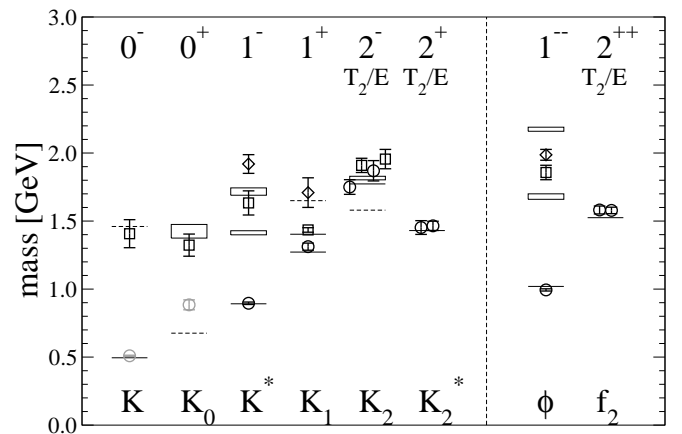 3.0
0⁻ 0⁺ 1⁻ 1⁺ 2⁻ 2⁺ 1⁻⁻ 2⁺⁺
T₂/E T₂/E T₂/E
2.5
2.0
1.5
1.0
0.5
0.0
mass [GeV]
K K₀ K* K₁ K₂ K₂* ϕ f₂